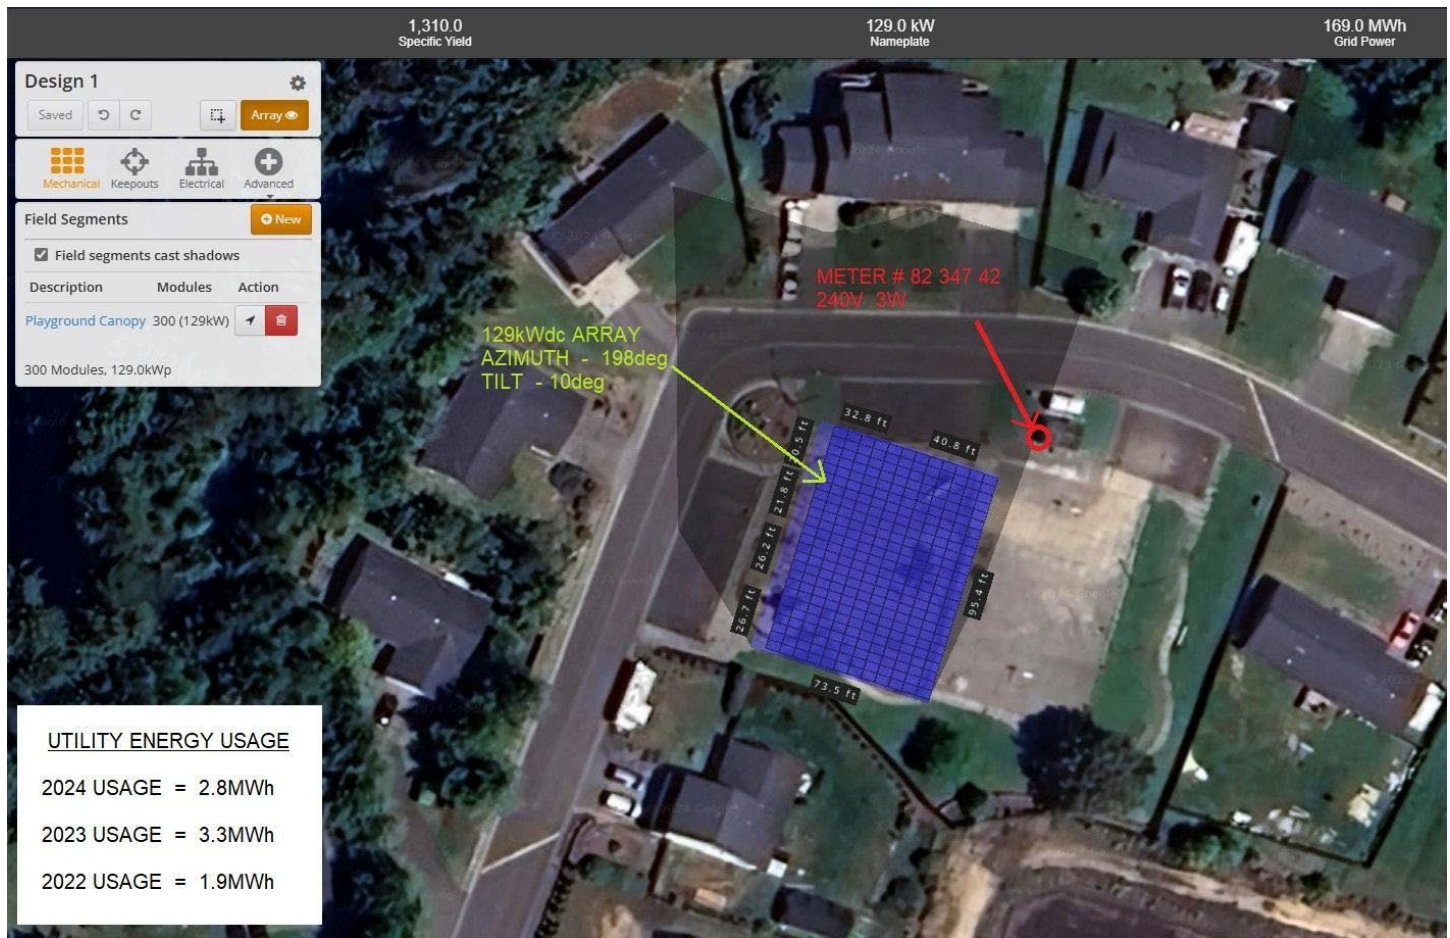 1,310.0
Specific Yield
129.0 kW
Nameplate
169.0 MWh
Grid Power
Design 1
Saved
Array
Mechanical Keepouts Electrical Advanced
Field Segments
New
Field segments cast shadows
Description Modules Action
Playground Canopy 300 (129kW)
300 Modules, 129.0kWp
METER # 82 347 42
240V 3W
129kWdc ARRAY
AZIMUTH - 198deg
TILT - 10deg
32.8 ft
40.8 ft
21.8 ft
26.2 ft
26.7 ft
95.4 ft
73.5 ft
UTILITY ENERGY USAGE
2024 USAGE = 2.8MWh
2023 USAGE = 3.3MWh
2022 USAGE = 1.9MWh